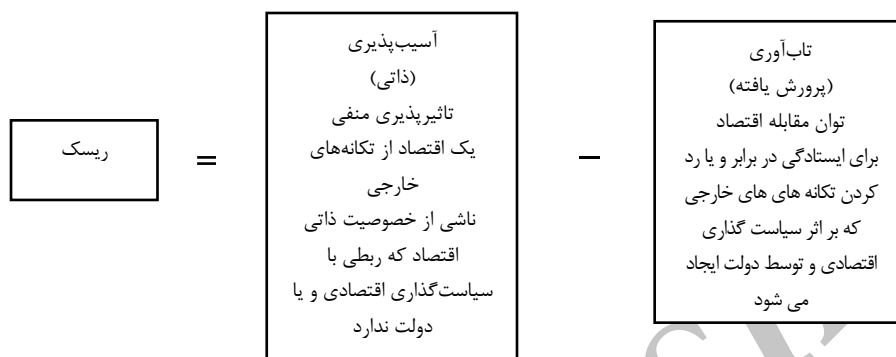 ریسک
=
آسیب‌پذیری
(ذاتی)
تاثیرپذیری منفی
یک اقتصاد از تکانه‌های
خارجی
ناشی از خصوصیت ذاتی
اقتصاد که ربطی با
سیاست‌گذاری اقتصادی و یا
دولت ندارد
−
تاب‌آوری
(پرورش یافته)
توان مقابله اقتصاد
برای ایستادگی در برابر و یا رد
کردن تکانه های های خارجی
که بر اثر سیاست گذاری
اقتصادی و توسط دولت ایجاد
می شود